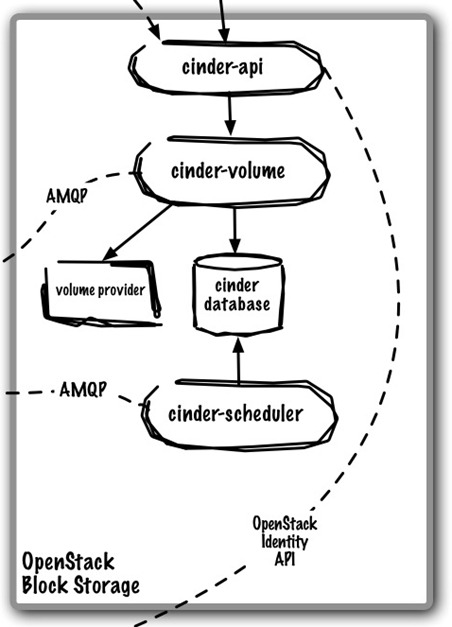 cinder-api
cinder-volume
AMQP
volume provider
cinder
database
AMQP
cinder-scheduler
OpenStack
Identity
API
OpenStack
Block Storage